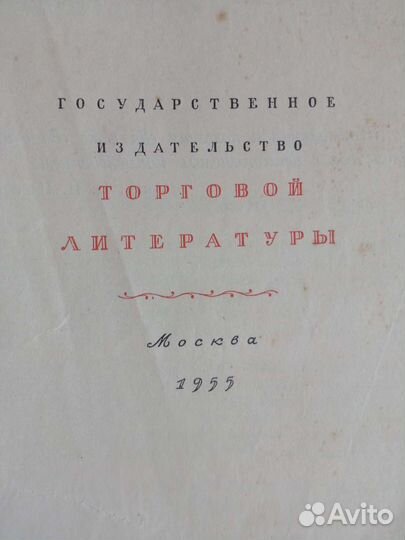 ГОСУДАРСТВЕННОЕ
ИЗДАТЕЛЬСТВО
ТОРГОВОЙ
ЛИТЕРАТУРЫ
Москва
1955
Avito